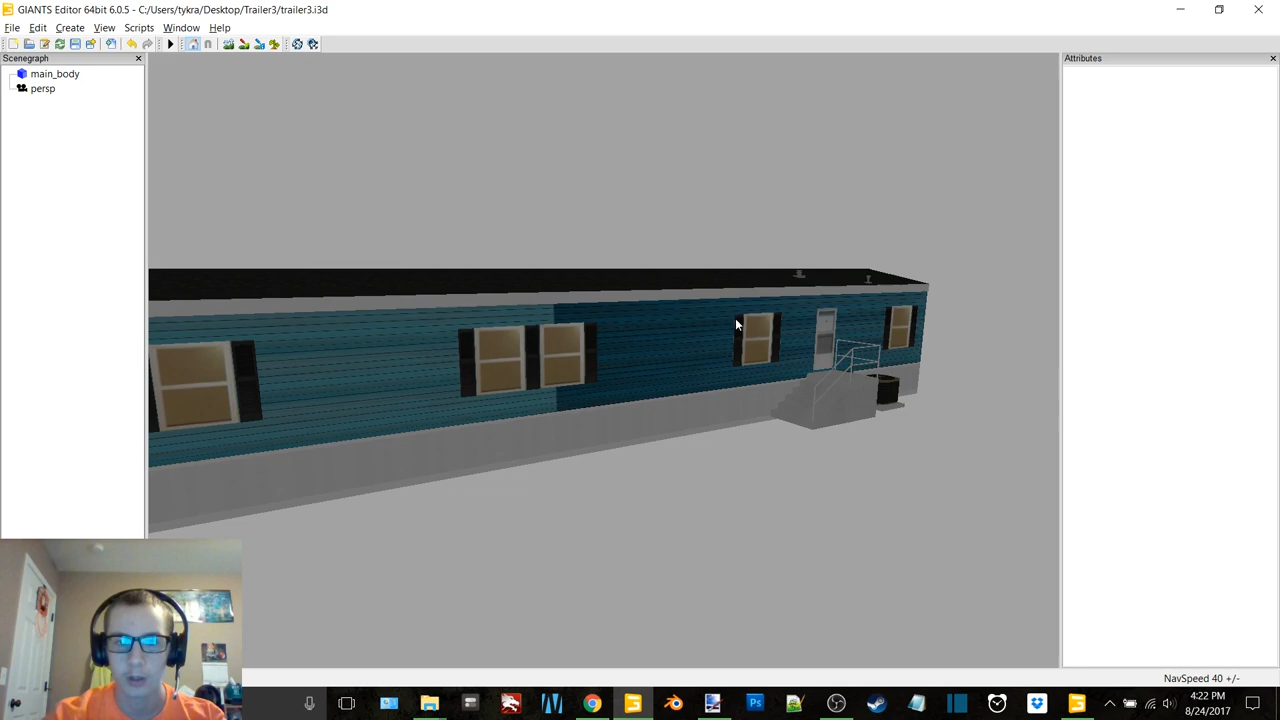 GIANTS Editor 64bit 6.0.5 - C:/Users/tykra/Desktop/Trailer3/trailer3.i3d
File Edit Create View Scripts Window Help
Scenegraph
Attributes
main_body
persp
NavSpeed 40 +/-
Ps
4:22 PM
8/24/2017